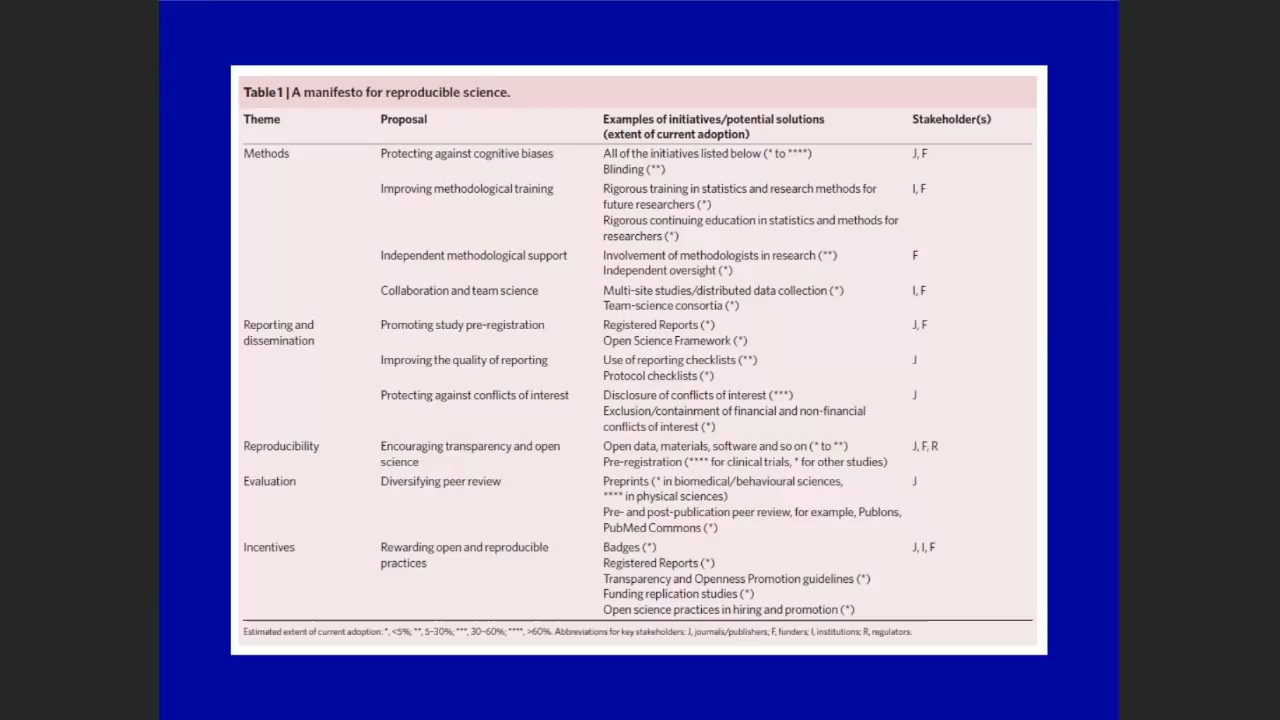 Table 1 | A manifesto for reproducible science.
Theme Proposal Examples of initiatives/potential solutions (extent of current adoption) Stakeholder(s)
Methods Protecting against cognitive biases All of the initiatives listed below (* to ****) J, F
Blinding (**)
Improving methodological training Rigorous training in statistics and research methods for I, F
future researchers (*)
Rigorous continuing education in statistics and methods for
researchers (*)
Independent methodological support Involvement of methodologists in research (**) F
Independent oversight (*)
Collaboration and team science Multi-site studies/distributed data collection (*) I, F
Team-science consortia (*)
Reporting and Promoting study pre-registration Registered Reports (*) J, F
dissemination Open Science Framework (*)
Improving the quality of reporting Use of reporting checklists (**) J
Protocol checklists (*)
Protecting against conflicts of interest Disclosure of conflicts of interest (***) J
Exclusion/containment of financial and non-financial
conflicts of interest (*)
Reproducibility Encouraging transparency and open Open data, materials, software and so on (* to **) J, F, R
science Pre-registration (**** for clinical trials, * for other studies)
Evaluation Diversifying peer review Preprints (* in biomedical/behavioural sciences, J
**** in physical sciences)
Pre- and post-publication peer review, for example, Publons,
PubMed Commons (*)
Incentives Rewarding open and reproducible Badges (*) J, I, F
practices Registered Reports (*)
Transparency and Openness Promotion guidelines (*)
Funding replication studies (*)
Open science practices in hiring and promotion (*)
Estimated extent of current adoption: *, <5%; **, 5–30%; ***, 30–60%; ****, >60%. Abbreviations for key stakeholders: J, journals/publishers; F, funders; I, institutions; R, regulators.